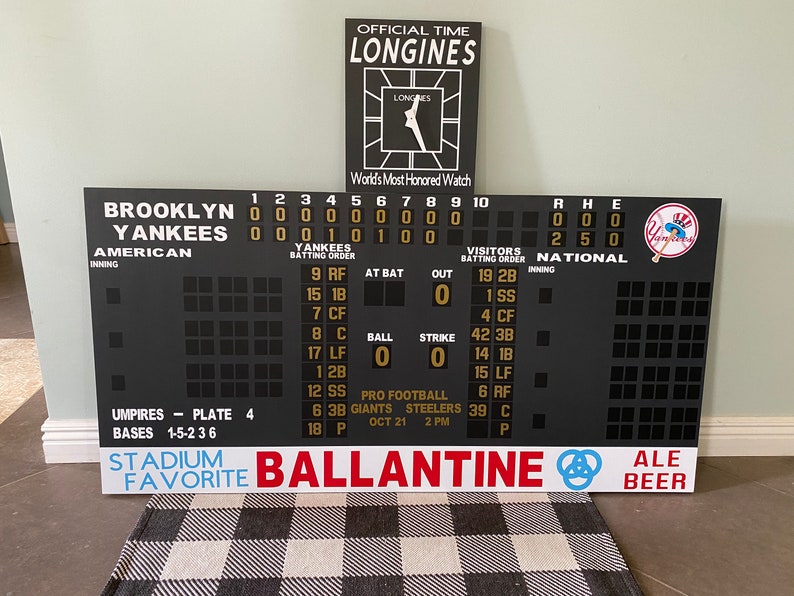 OFFICIAL TIME
LONGINES
LONGINES
World's Most Honored Watch
1 2 3 4 5 6 7 8 9 10 R H E
BROOKLYN 0 0 0 0 0 0 0 0 0 0 0 0
YANKEES 0 0 0 1 0 1 0 0 2 5 0
Yankees
AMERICAN
INNING
YANKEES
BATTING ORDER
9 RF
15 1B
7 CF
8 C
17 LF
1 2B
12 SS
6 3B
18 P
AT BAT OUT
0
BALL STRIKE
0 0
PRO FOOTBALL
GIANTS STEELERS
OCT 21 2 PM
VISITORS
BATTING ORDER
19 2B
1 SS
4 CF
42 3B
14 1B
15 LF
6 RF
39 C
P
NATIONAL
INNING
UMPIRES – PLATE 4
BASES 1-5-2 3 6
STADIUM
FAVORITE
BALLANTINE
ALE
BEER